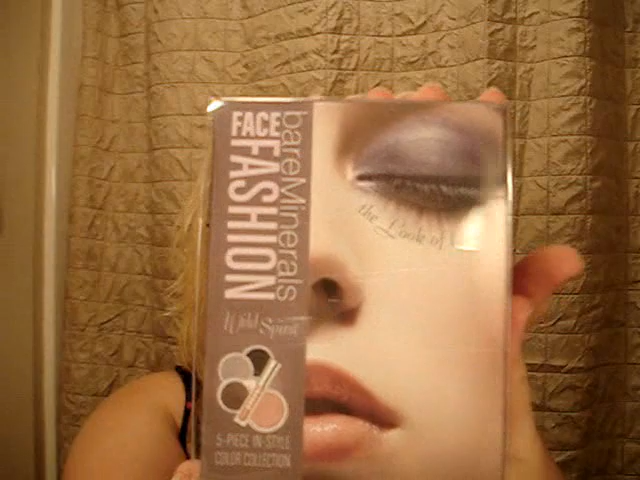 bareMinerals
FACE
FASHION
Wild Spirit
5-PIECE IN-STYLE
COLOR COLLECTION
the Look of